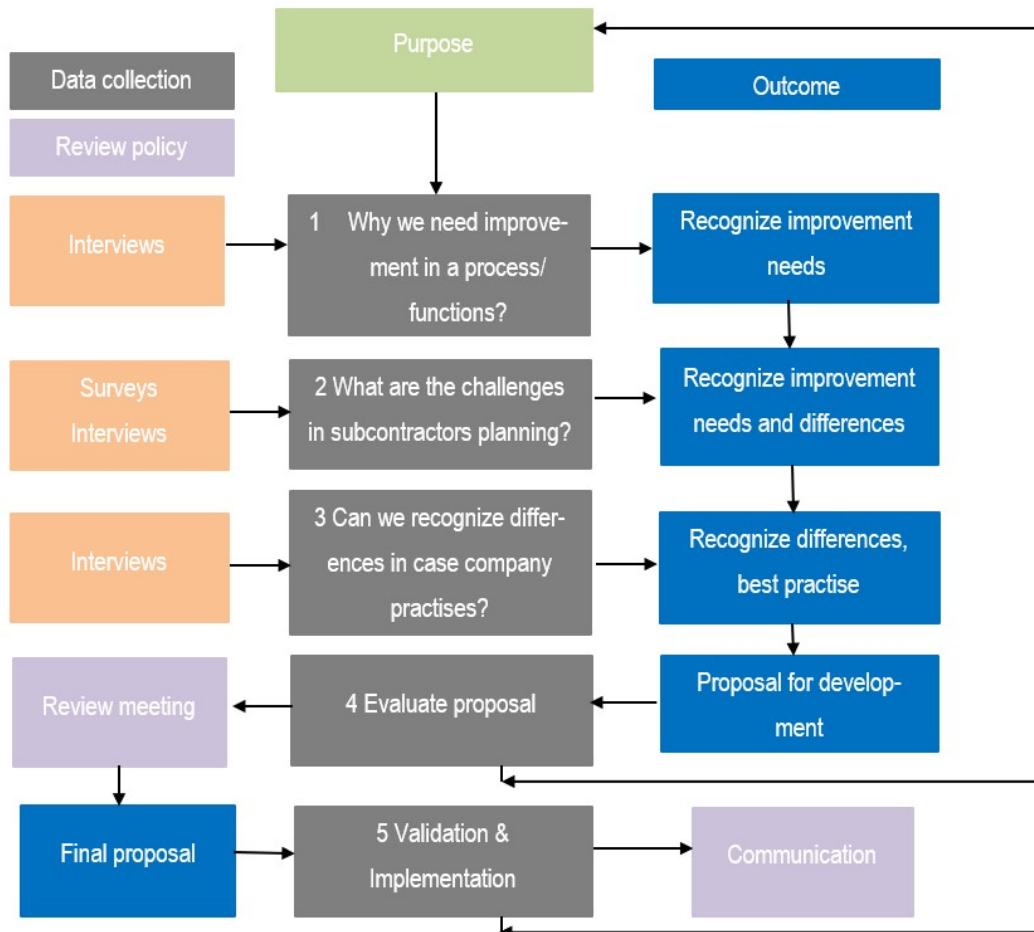 Purpose
Data collection
Outcome
Review policy
Interviews
1 Why we need improve-
ment in a process/
functions?
Recognize improvement
needs
Surveys
Interviews
2 What are the challenges
in subcontractors planning?
Recognize improvement
needs and differences
Interviews
3 Can we recognize differ-
ences in case company
practises?
Recognize differences,
best practise
Review meeting
4 Evaluate proposal
Proposal for develop-
ment
Final proposal
5 Validation &
Implementation
Communication